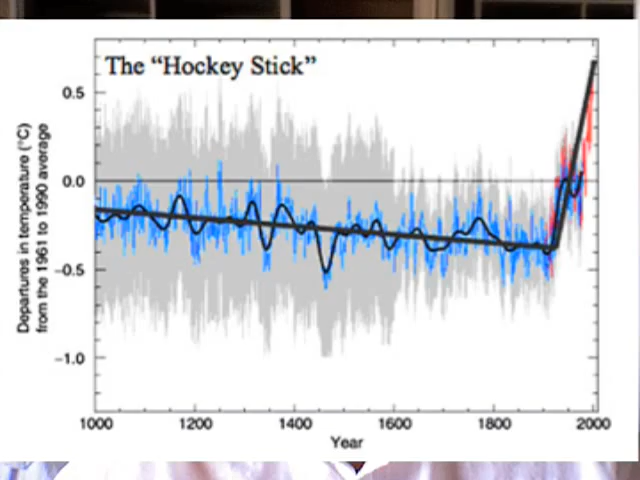 The “Hockey Stick”
Departures in temperature (°C)
from the 1961 to 1990 average
0.5
0.0
−0.5
−1.0
1000
1200
1400
1600
1800
2000
Year